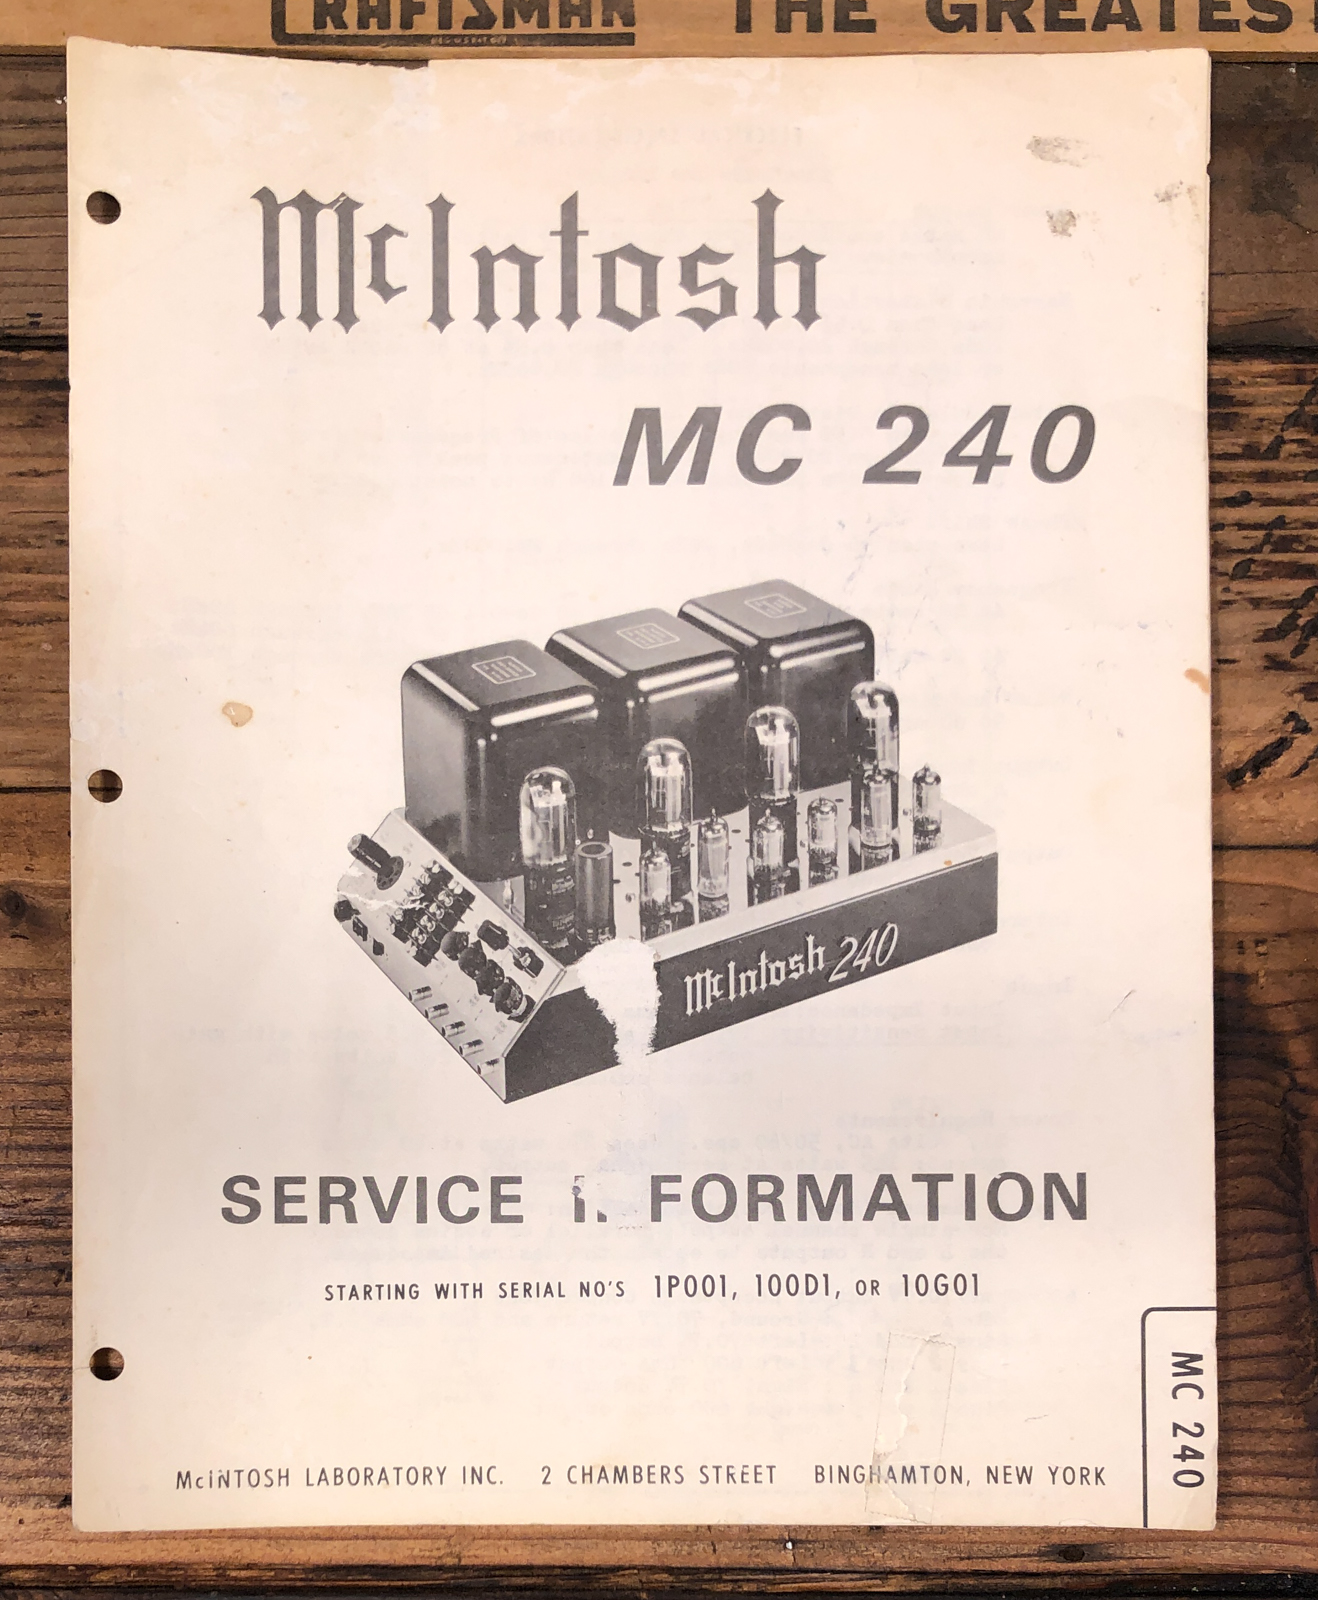 CRAFTSMAN THE GREATEST
McIntosh
MC 240
McIntosh 240
SERVICE I FORMATION
STARTING WITH SERIAL NO'S 1P001, 100D1, OR 10G01
MC 240
McINTOSH LABORATORY INC. 2 CHAMBERS STREET BINGHAMTON, NEW YORK